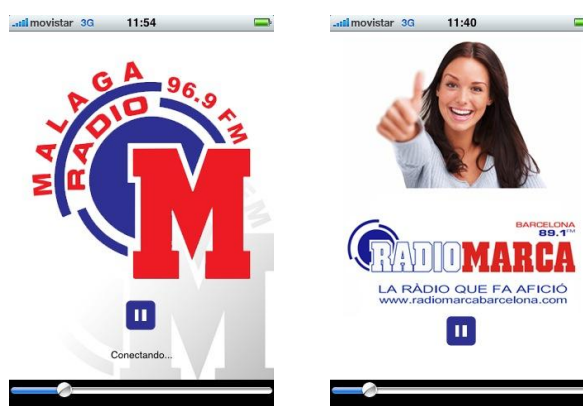 movistar 3G 11:54
MALAGA 96.9 FM
RADIO
M
Conectando...
movistar 3G 11:40
BARCELONA
89.1™
RADIOMARCA
LA RÀDIO QUE FA AFICIÓ
www.radiomarcabarcelona.com